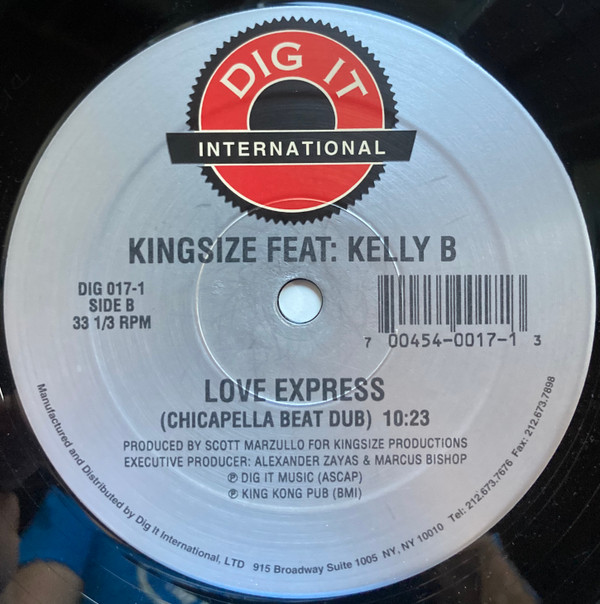 DIG IT
INTERNATIONAL
KINGSIZE FEAT: KELLY B
DIG 017-1
SIDE B
33 1/3 RPM
7 00454-0017-1 3
LOVE EXPRESS
(CHICAPELLA BEAT DUB) 10:23
PRODUCED BY SCOTT MARZULLO FOR KINGSIZE PRODUCTIONS
EXECUTIVE PRODUCER: ALEXANDER ZAYAS & MARCUS BISHOP
℗ DIG IT MUSIC (ASCAP)
℗ KING KONG PUB (BMI)
Manufactured and Distributed by Dig It International, LTD 915 Broadway Suite 1005 NY, NY 10010 Tel: 212.673.7676 Fax: 212.673.7898